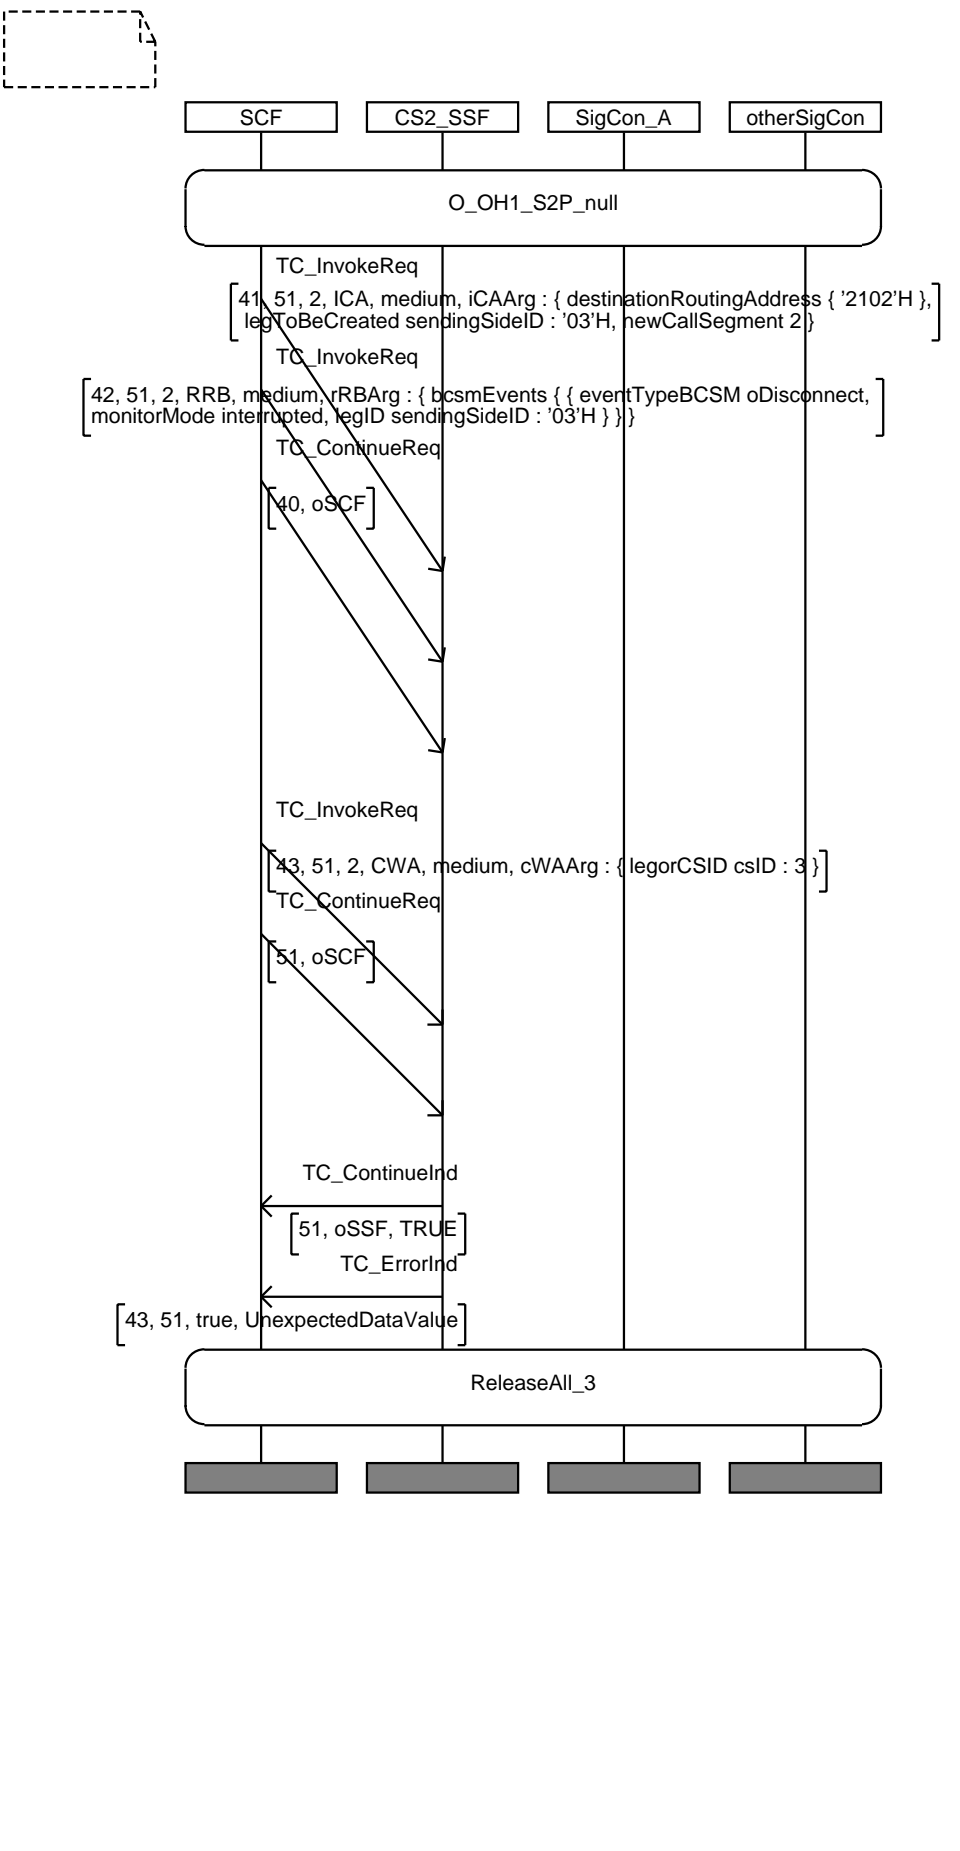 SCF
CS2_SSF
SigCon_A
otherSigCon
O_OH1_S2P_null
TC_InvokeReq
41, 51, 2, ICA, medium, iCAArg : { destinationRoutingAddress { '2102'H },
legToBeCreated sendingSideID : '03'H, newCallSegment 2 }
TC_InvokeReq
42, 51, 2, RRB, medium, rRBArg : { bcsmEvents { { eventTypeBCSM oDisconnect,
monitorMode interrupted, legID sendingSideID : '03'H } } }
TC_ContinueReq
40, oSCF
TC_InvokeReq
43, 51, 2, CWA, medium, cWAArg : { legorCSID csID : 3 }
TC_ContinueReq
51, oSCF
TC_ContinueInd
51, oSSF, TRUE
TC_ErrorInd
43, 51, true, UnexpectedDataValue
ReleaseAll_3